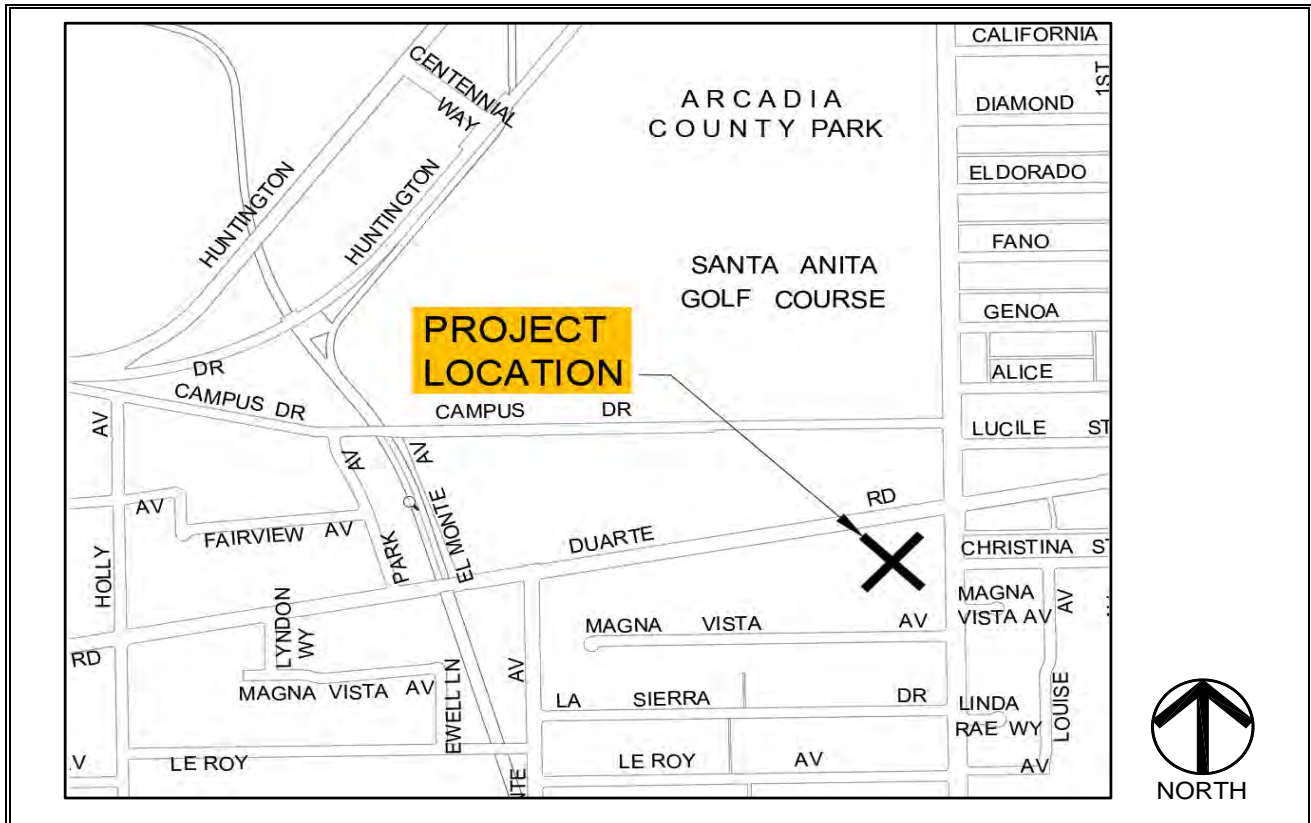 CALIFORNIA
1ST
CENTENNIAL
WAY
ARCADIA
COUNTY PARK
DIAMOND
ELDORADO
HUNTINGTON
HUNTINGTON
FANO
SANTA ANITA
GOLF COURSE
GENOA
PROJECT
LOCATION
DR
ALICE
CAMPUS DR
CAMPUS DR
AV
LUCILE ST
AV
AV
RD
AV
FAIRVIEW AV
EL MONTE
DUARTE
PARK
HOLLY
CHRISTINA ST
MAGNA
VISTA AV
AV
MAGNA VISTA AV
LYNDON
WY
RD
MAGNA VISTA AV
EWELL LN
AV
LA SIERRA DR
LINDA
RAE WY
LOUISE
LE ROY
LE ROY AV
AV
NORTH